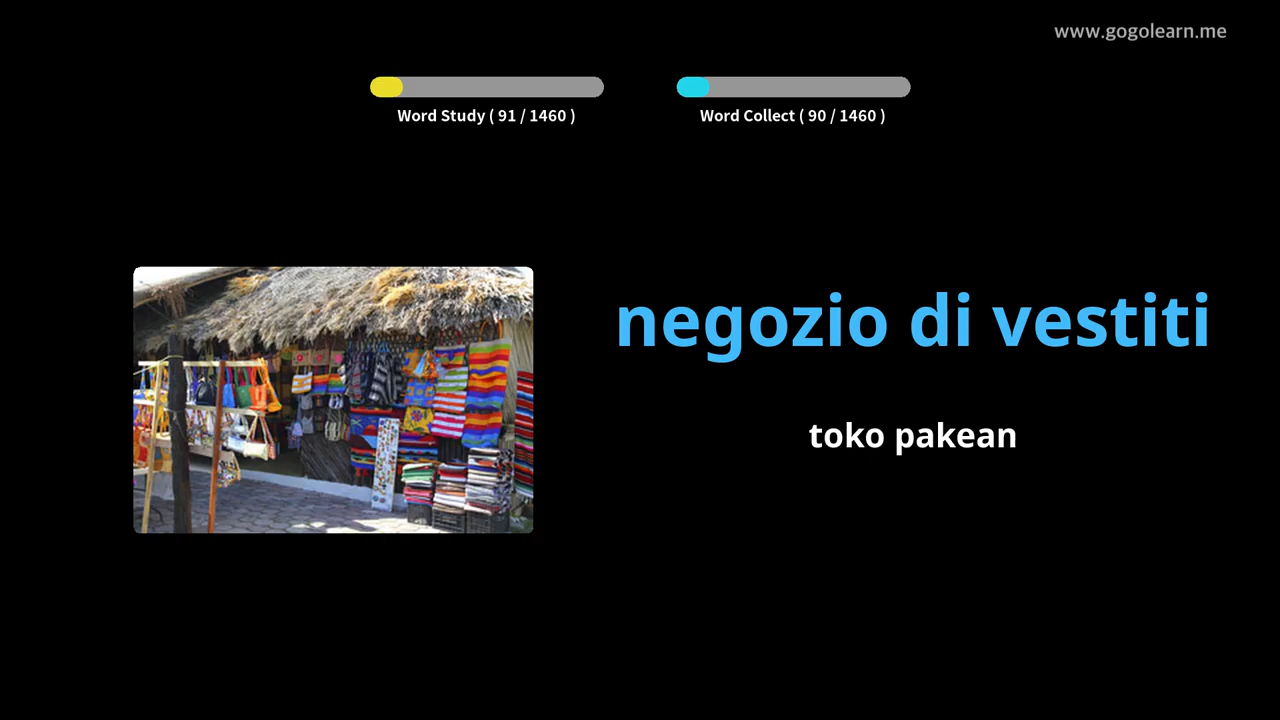 www.gogolearn.me
Word Study ( 91 / 1460 )
Word Collect ( 90 / 1460 )
negozio di vestiti
toko pakean